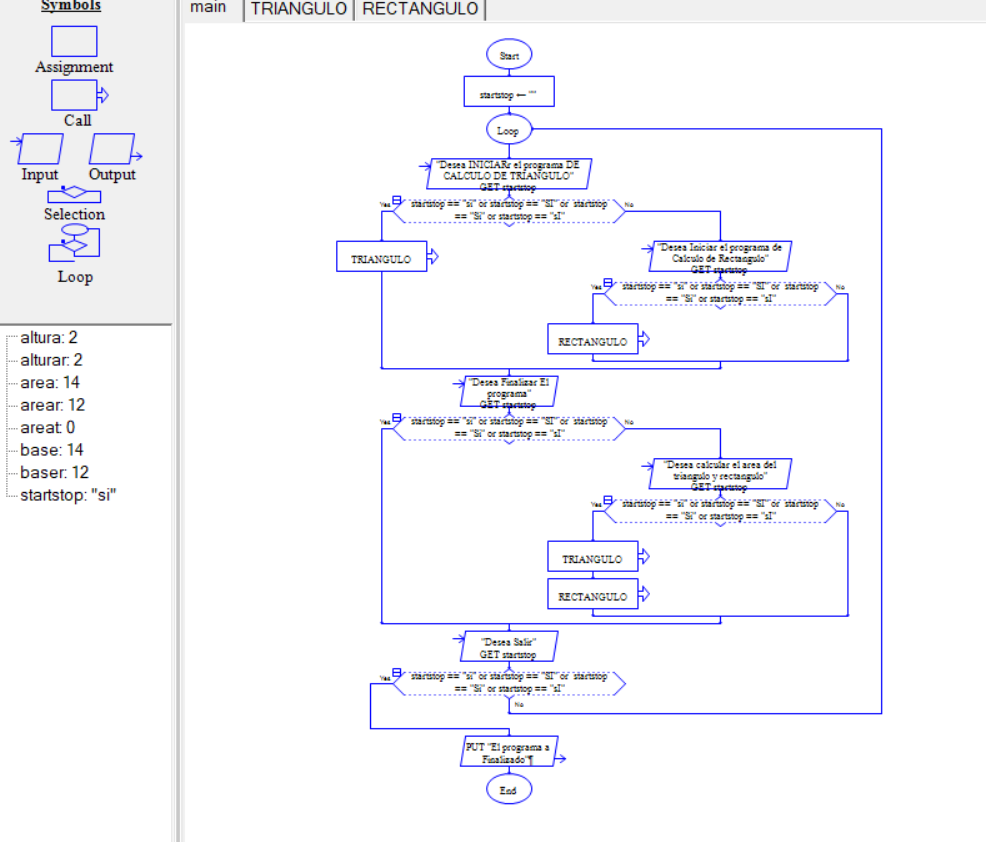 Symbols
Assignment
Call
Input
Output
Selection
Loop
altura: 2
alturar: 2
area: 14
arear: 12
areat: 0
base: 14
baser: 12
startstop: "si"
main
TRIANGULO
RECTANGULO
Start
startstop ← ""
Loop
"Desea INICIARr el programa DE
CALCULO DE TRIANGULO"
GET startstop
Yes
startstop == "si" or startstop == "SI" or startstop
== "Si" or startstop == "sI"
No
TRIANGULO
"Desea Iniciar el programa de
Calculo de Rectangulo"
GET startstop
Yes
startstop == "si" or startstop == "SI" or startstop
== "Si" or startstop == "sI"
No
RECTANGULO
"Desea Finalizar El
programa"
GET startstop
Yes
startstop == "si" or startstop == "SI" or startstop
== "Si" or startstop == "sI"
No
"Desea calcular el area del
triangulo y rectangulo"
GET startstop
Yes
startstop == "si" or startstop == "SI" or startstop
== "Si" or startstop == "sI"
No
TRIANGULO
RECTANGULO
"Desea Salir"
GET startstop
Yes
startstop == "si" or startstop == "SI" or startstop
== "Si" or startstop == "sI"
No
PUT "El programa a
Finalizado"¶
End